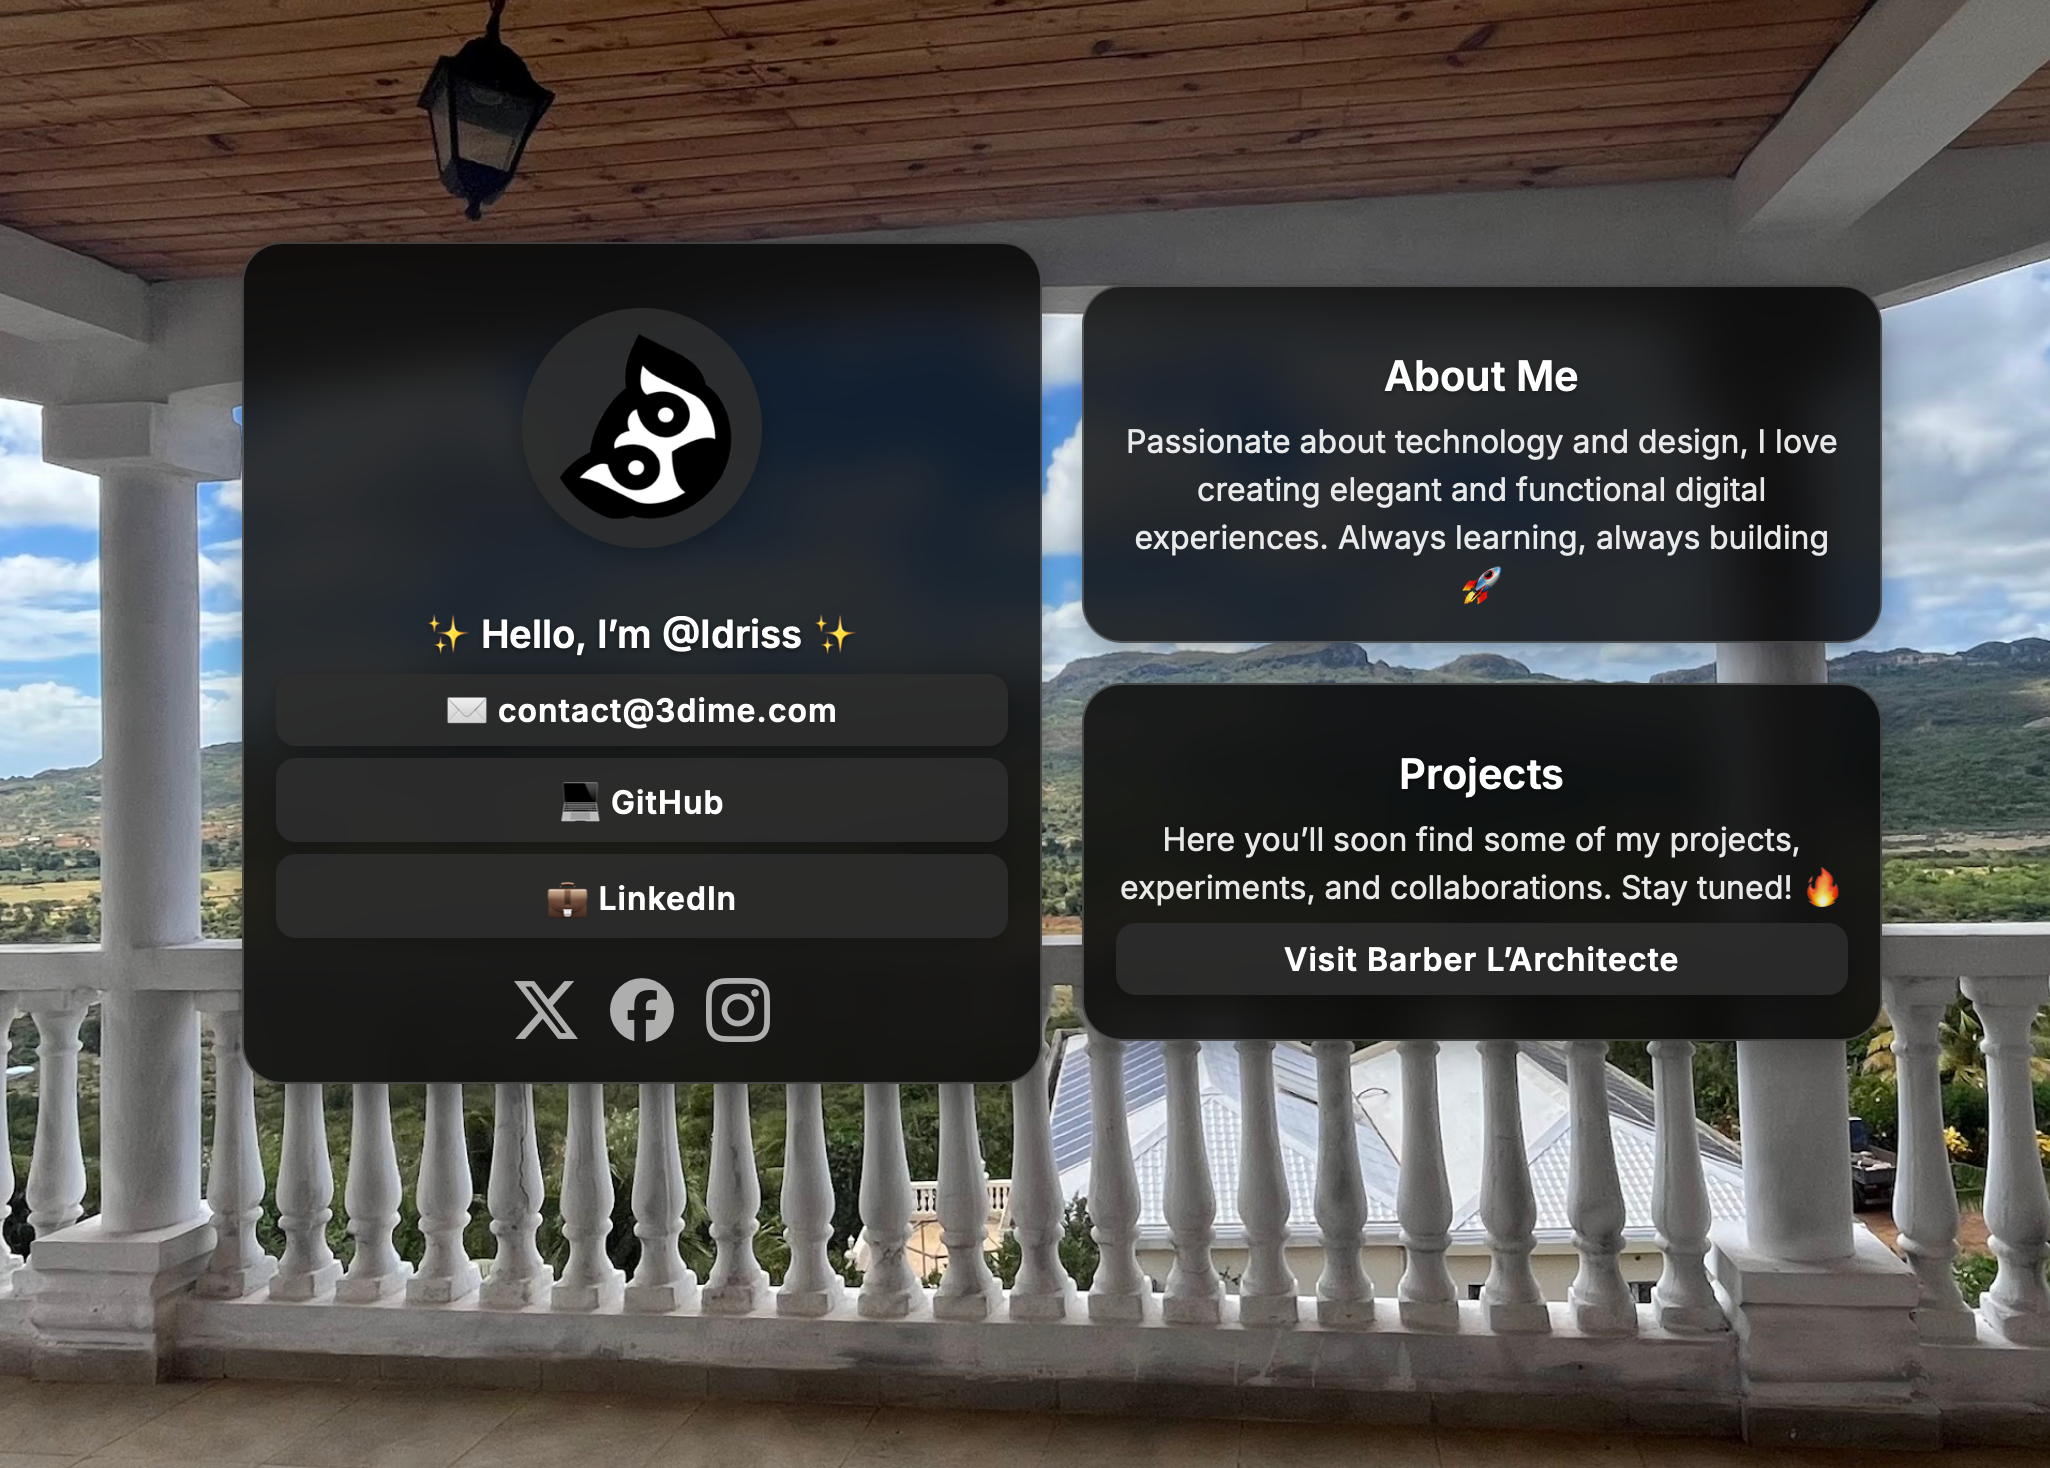 ✨ Hello, I’m @Idriss ✨
✉️ contact@3dime.com
💻 GitHub
💼 LinkedIn
About Me
Passionate about technology and design, I love
creating elegant and functional digital
experiences. Always learning, always building
🚀
Projects
Here you’ll soon find some of my projects,
experiments, and collaborations. Stay tuned! 🔥
Visit Barber L’Architecte